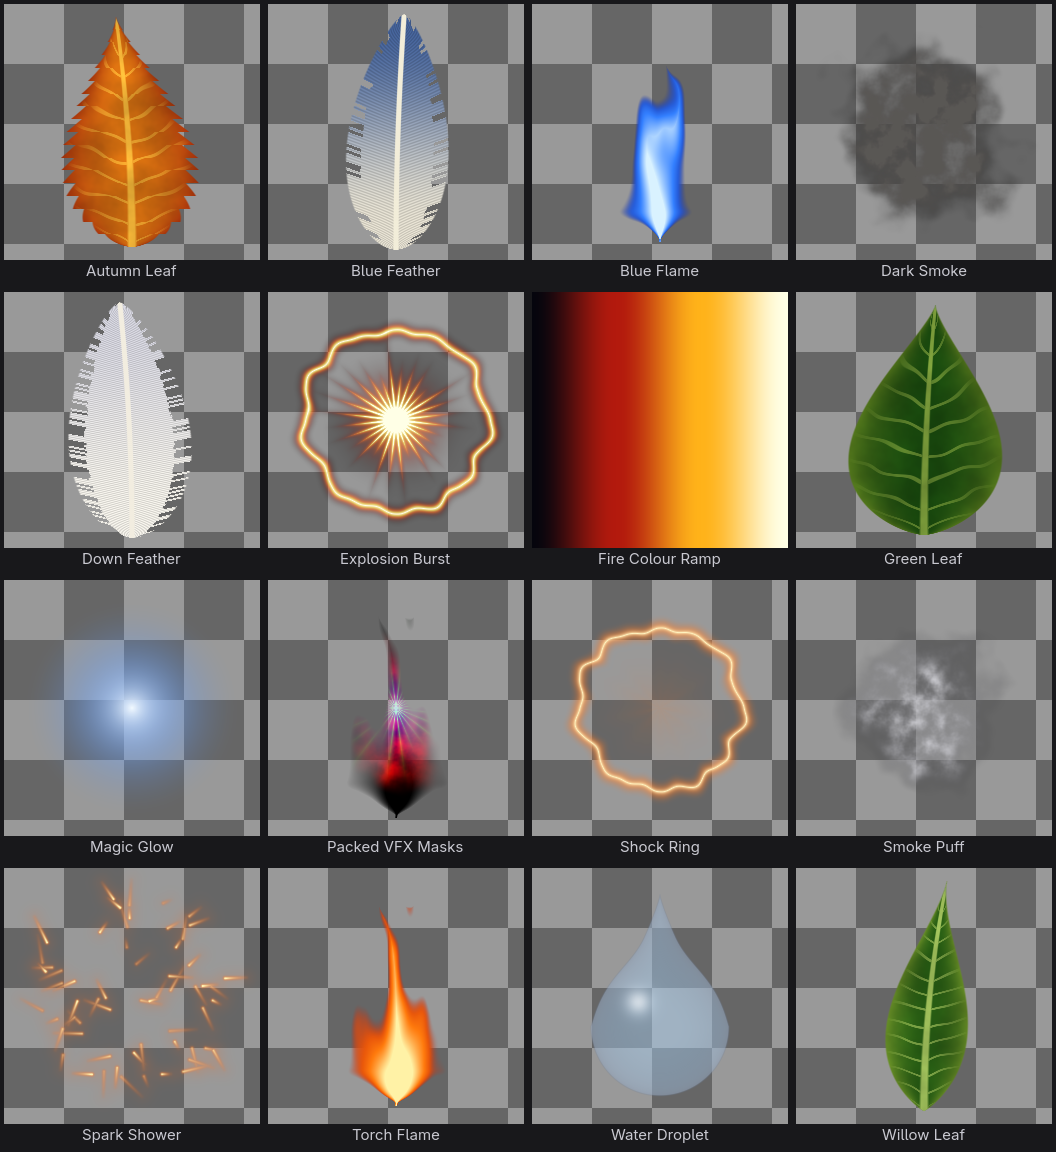 Autumn Leaf
Blue Feather
Blue Flame
Dark Smoke
Down Feather
Explosion Burst
Fire Colour Ramp
Green Leaf
Magic Glow
Packed VFX Masks
Shock Ring
Smoke Puff
Spark Shower
Torch Flame
Water Droplet
Willow Leaf